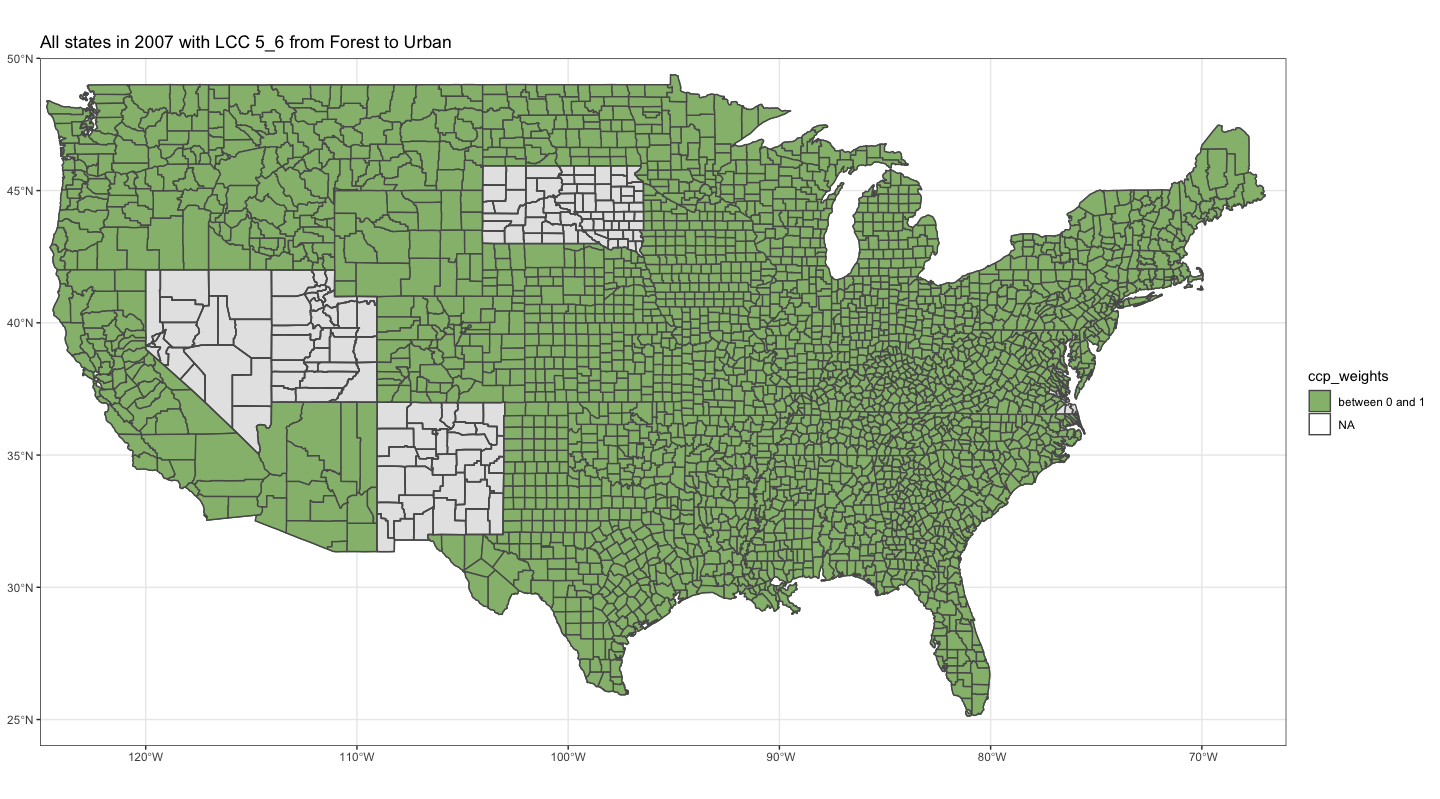 All states in 2007 with LCC 5_6 from Forest to Urban
50°N
45°N
40°N
35°N
30°N
25°N
120°W
110°W
100°W
90°W
80°W
70°W
ccp_weights
between 0 and 1
NA